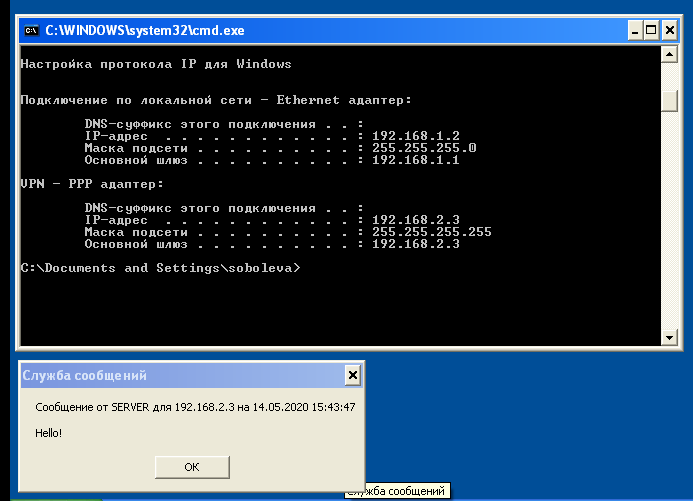 C:\WINDOWS\system32\cmd.exe
Настройка протокола IP для Windows
Подключение по локальной сети - Ethernet адаптер:
DNS-суффикс этого подключения . . :
IP-адрес . . . . . . . . . . . . : 192.168.1.2
Маска подсети . . . . . . . . . . : 255.255.255.0
Основной шлюз . . . . . . . . . . : 192.168.1.1
VPN - PPP адаптер:
DNS-суффикс этого подключения . . :
IP-адрес . . . . . . . . . . . . : 192.168.2.3
Маска подсети . . . . . . . . . . : 255.255.255.255
Основной шлюз . . . . . . . . . . : 192.168.2.3
C:\Documents and Settings\soboleva>
Служба сообщений
Сообщение от SERVER для 192.168.2.3 на 14.05.2020 15:43:47
Hello!
OK
Служба сообщений